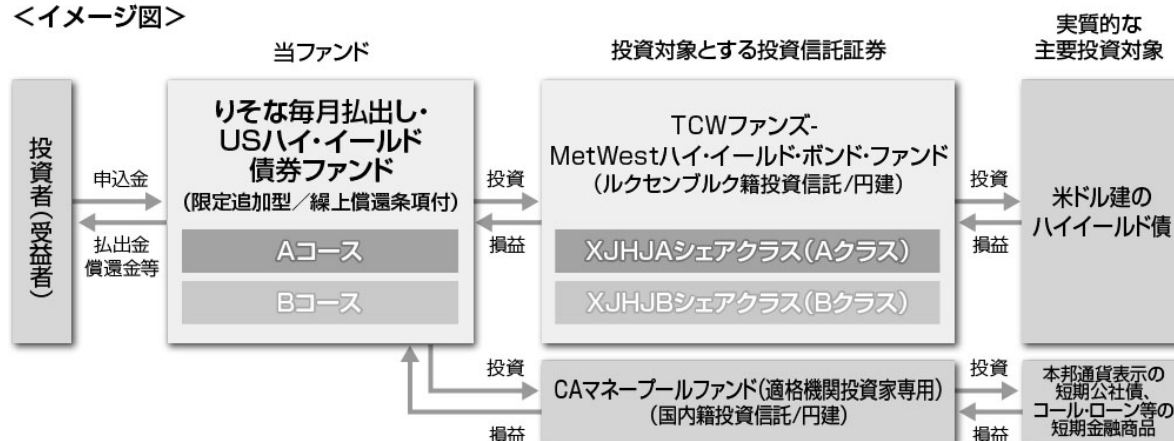 <イメージ図>
当ファンド
投資対象とする投資信託証券
実質的な
主要投資対象
投資者(受益者)
申込金
払出金
償還金等
りそな毎月払出し・
USハイ・イールド
債券ファンド
(限定追加型/繰上償還条項付)
Aコース
Bコース
投資
損益
TCWファンズ-
MetWestハイ・イールド・ボンド・ファンド
(ルクセンブルク籍投資信託/円建)
XJHJAシェアクラス(Aクラス)
XJHJBシェアクラス(Bクラス)
投資
損益
米ドル建の
ハイイールド債
投資
損益
CAマネープールファンド(適格機関投資家専用)
(国内籍投資信託/円建)
投資
損益
本邦通貨表示の
短期公社債、
コール・ローン等の
短期金融商品